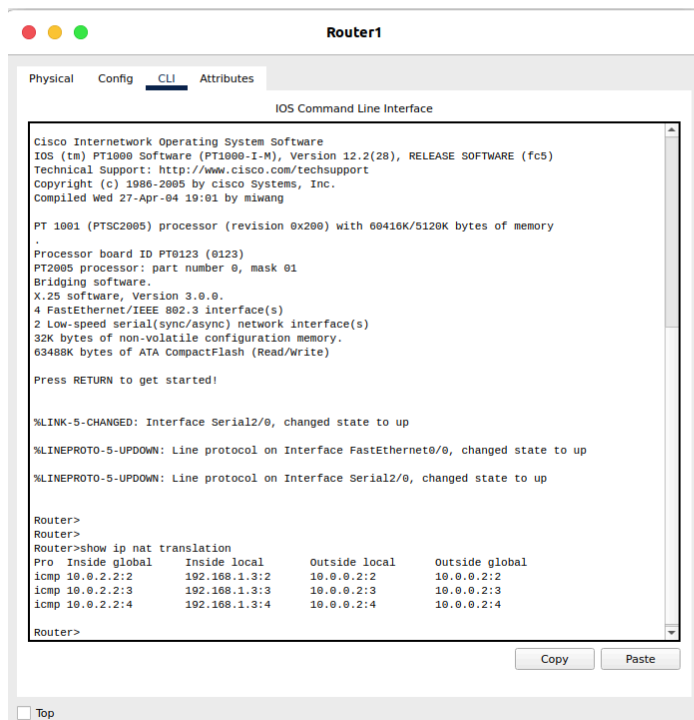 Router1
Physical Config CLI Attributes
IOS Command Line Interface
Cisco Internetwork Operating System Software
IOS (tm) PT1000 Software (PT1000-I-M), Version 12.2(28), RELEASE SOFTWARE (fc5)
Technical Support: http://www.cisco.com/techsupport
Copyright (c) 1986-2005 by cisco Systems, Inc.
Compiled Wed 27-Apr-04 19:01 by miwang
PT 1001 (PTSC2005) processor (revision 0x200) with 60416K/5120K bytes of memory
.
Processor board ID PT0123 (0123)
PT2005 processor: part number 0, mask 01
Bridging software.
X.25 software, Version 3.0.0.
4 FastEthernet/IEEE 802.3 interface(s)
2 Low-speed serial(sync/async) network interface(s)
32K bytes of non-volatile configuration memory.
63488K bytes of ATA CompactFlash (Read/Write)
Press RETURN to get started!
%LINK-5-CHANGED: Interface Serial2/0, changed state to up
%LINEPROTO-5-UPDOWN: Line protocol on Interface FastEthernet0/0, changed state to up
%LINEPROTO-5-UPDOWN: Line protocol on Interface Serial2/0, changed state to up
Router>
Router>
Router>show ip nat translation
Pro Inside global Inside local Outside local Outside global
icmp 10.0.2.2:2 192.168.1.3:2 10.0.0.2:2 10.0.0.2:2
icmp 10.0.2.2:3 192.168.1.3:3 10.0.0.2:3 10.0.0.2:3
icmp 10.0.2.2:4 192.168.1.3:4 10.0.0.2:4 10.0.0.2:4
Router>
Copy Paste
Top